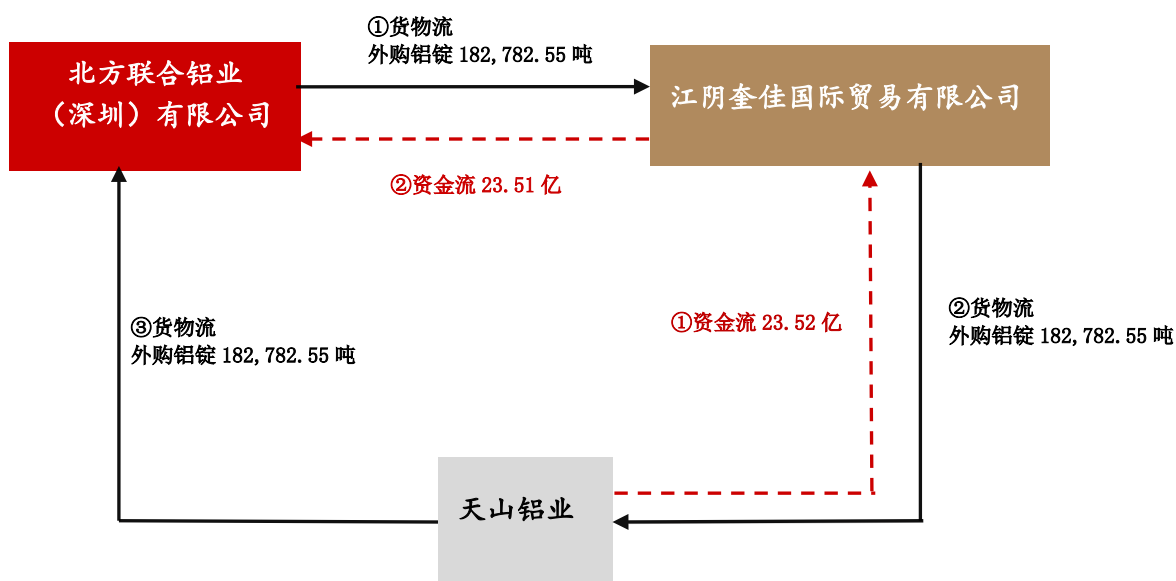 ①货物流
外购铝锭 182,782.55 吨
北方联合铝业
（深圳）有限公司
江阴奎佳国际贸易有限公司
②资金流 23.51 亿
①资金流 23.52 亿
②货物流
外购铝锭 182,782.55 吨
③货物流
外购铝锭 182,782.55 吨
天山铝业